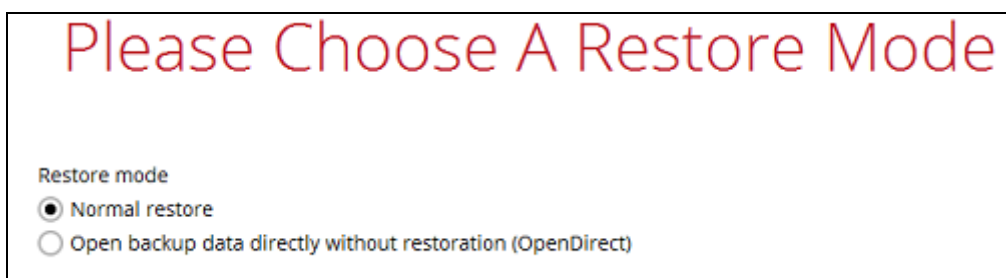 Please Choose A Restore Mode
Restore mode
Normal restore
Open backup data directly without restoration (OpenDirect)